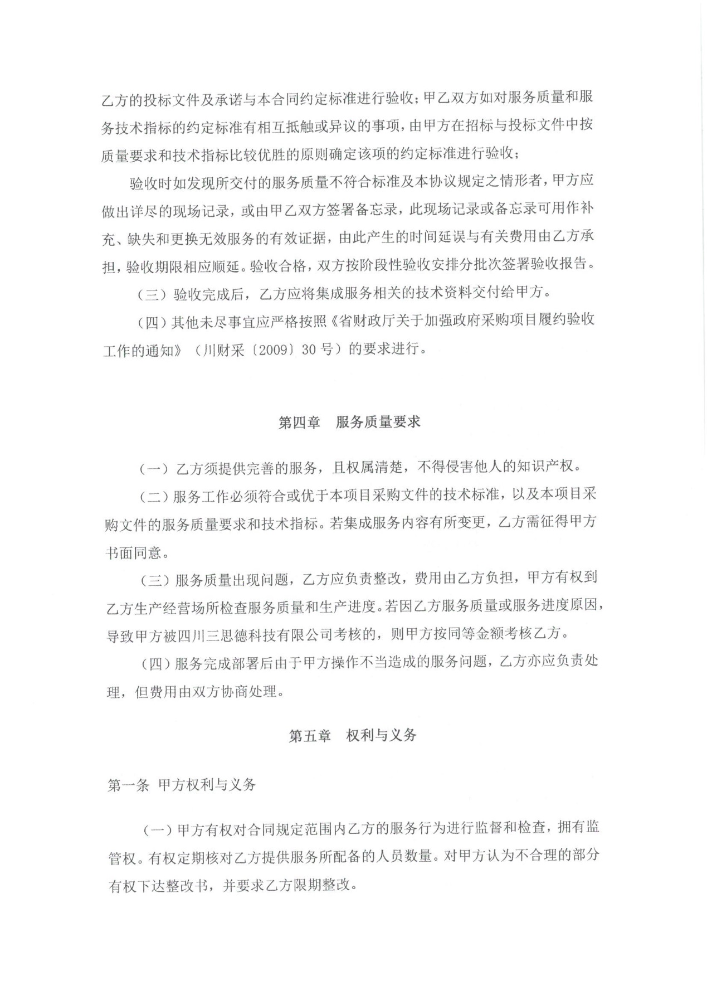 乙方的投标文件及承诺与本合同约定标准进行验收；甲乙双方如对服务质量和服
务技术指标的约定标准有相互抵触或异议的事项，由甲方在招标与投标文件中按
质量要求和技术指标比较优胜的原则确定该项的约定标准进行验收；
验收时如发现所交付的服务质量不符合标准及本协议规定之情形者，甲方应
做出详尽的现场记录，或由甲乙双方签署备忘录，此现场记录或备忘录可用作补
充、缺失和更换无效服务的有效证据，由此产生的时间延误与有关费用由乙方承
担，验收期限相应顺延。验收合格，双方按阶段性验收安排分批次签署验收报告。
（三）验收完成后，乙方应将集成服务相关的技术资料交付给甲方。
（四）其他未尽事宜应严格按照《省财政厅关于加强政府采购项目履约验收
工作的通知》（川财采〔2009〕30 号）的要求进行。
第四章　服务质量要求
（一）乙方须提供完善的服务，且权属清楚，不得侵害他人的知识产权。
（二）服务工作必须符合或优于本项目采购文件的技术标准，以及本项目采
购文件的服务质量要求和技术指标。若集成服务内容有所变更，乙方需征得甲方
书面同意。
（三）服务质量出现问题，乙方应负责整改，费用由乙方负担，甲方有权到
乙方生产经营场所检查服务质量和生产进度。若因乙方服务质量或服务进度原因，
导致甲方被四川三思德科技有限公司考核的，则甲方按同等金额考核乙方。
（四）服务完成部署后由于甲方操作不当造成的服务问题，乙方亦应负责处
理，但费用由双方协商处理。
第五章　权利与义务
第一条 甲方权利与义务
（一）甲方有权对合同规定范围内乙方的服务行为进行监督和检查，拥有监
管权。有权定期核对乙方提供服务所配备的人员数量。对甲方认为不合理的部分
有权下达整改书，并要求乙方限期整改。